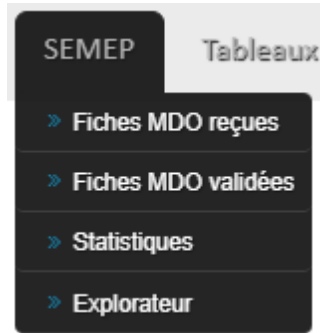 SEMEP Tableaux
» Fiches MDO reçues
» Fiches MDO validées
» Statistiques
» Explorateur